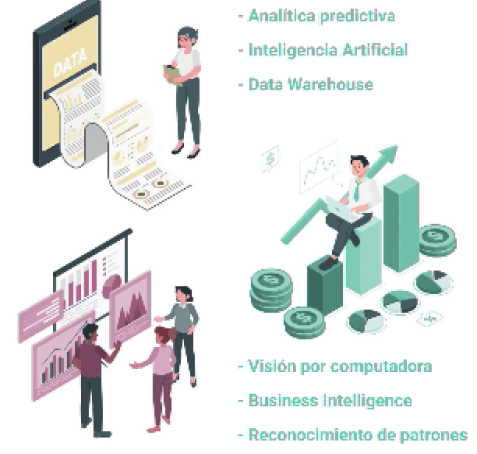 DATA
- Analítica predictiva
- Inteligencia Artificial
- Data Warehouse
- Visión por computadora
- Business Intelligence
- Reconocimiento de patrones